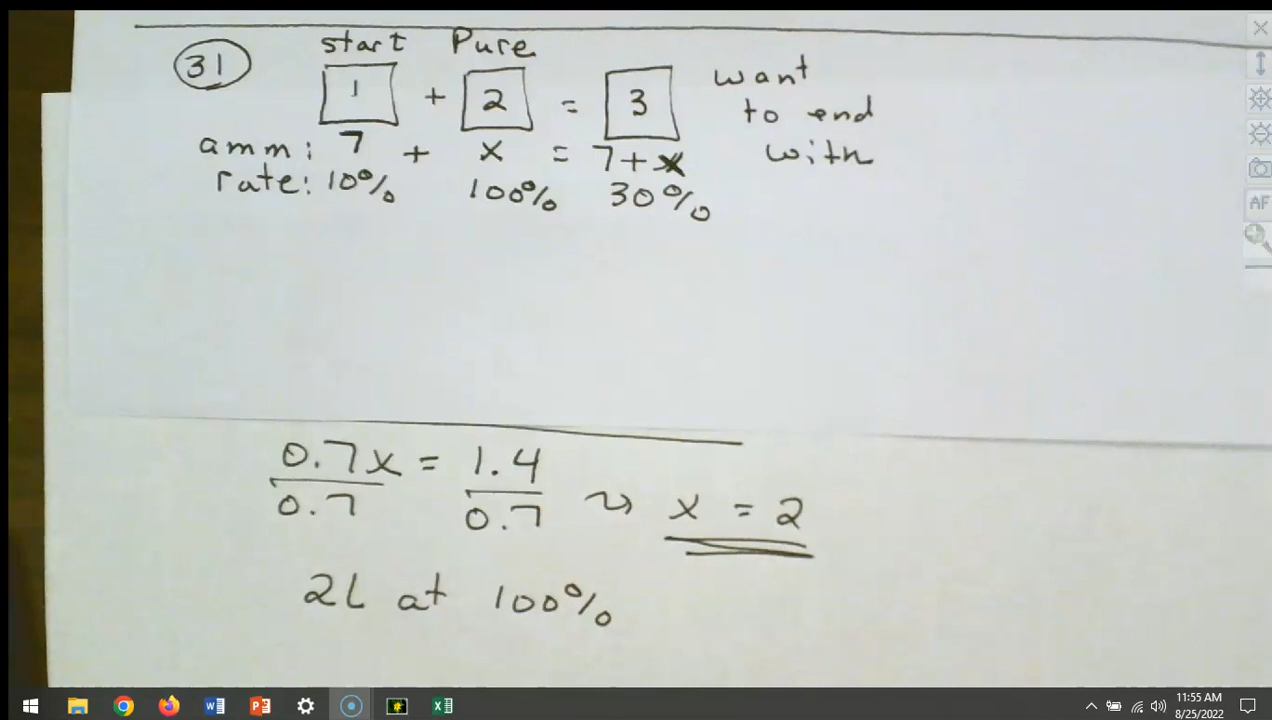 31
start Pure
1 + 2 = 3 want to end with
amm: 7 + x = 7+x
rate: 10% 100% 30%
0.7x = 1.4
0.7 0.7 ⤳ x = 2
2L at 100%
AF
11:55 AM
8/25/2022